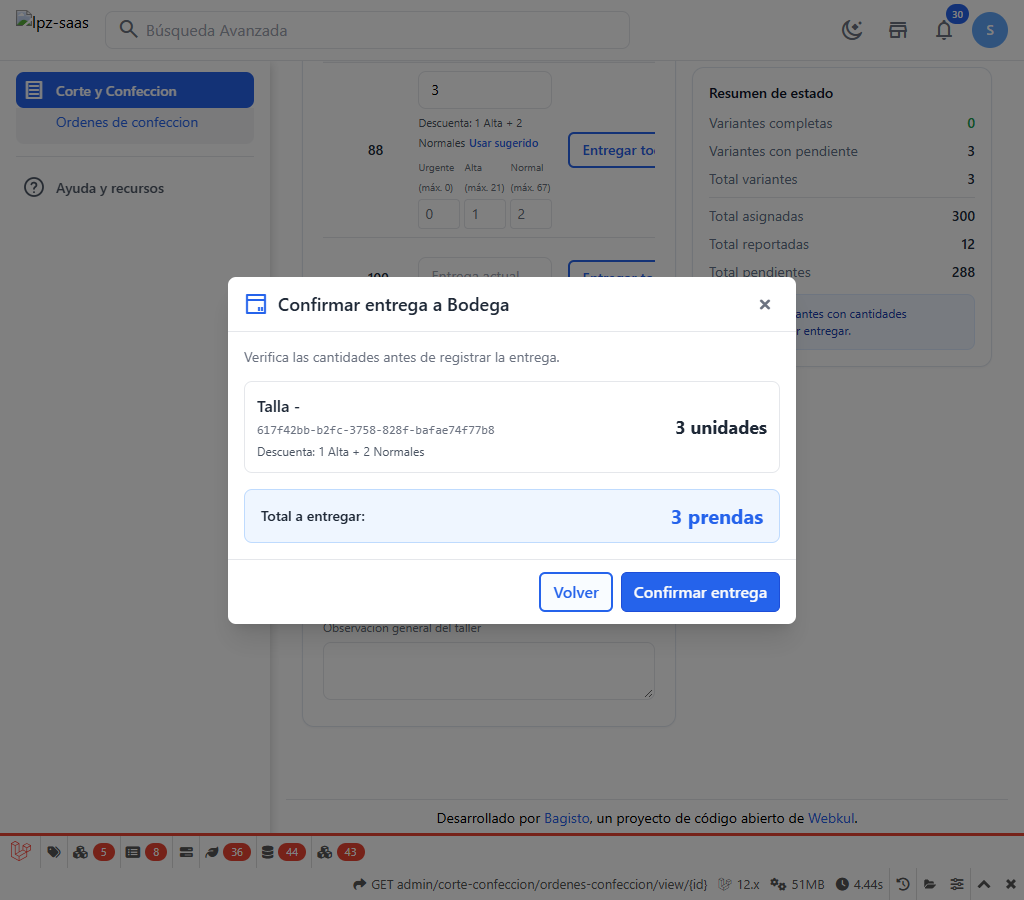 lpz-saas
Búsqueda Avanzada
30
S
Corte y Confeccion
Ordenes de confeccion
Ayuda y recursos
3
Descuenta: 1 Alta + 2
Normales Usar sugerido
88
Entregar to
Urgente Alta Normal
(máx. 0) (máx. 21) (máx. 67)
0 1 2
100
Entrega actual
Entregar to
Resumen de estado
Variantes completas 0
Variantes con pendiente 3
Total variantes 3
Total asignadas 300
Total reportadas 12
Total pendientes 288
antes con cantidades
r entregar.
Confirmar entrega a Bodega
Verifica las cantidades antes de registrar la entrega.
Talla -
617f42bb-b2fc-3758-828f-bafae74f77b8
Descuenta: 1 Alta + 2 Normales
3 unidades
Total a entregar: 3 prendas
Volver
Confirmar entrega
Observación general del taller
Desarrollado por Bagisto, un proyecto de código abierto de Webkul.
5 8 36 44 43
GET admin/corte-confeccion/ordenes-confeccion/view/{id} 12.x 51MB 4.44s